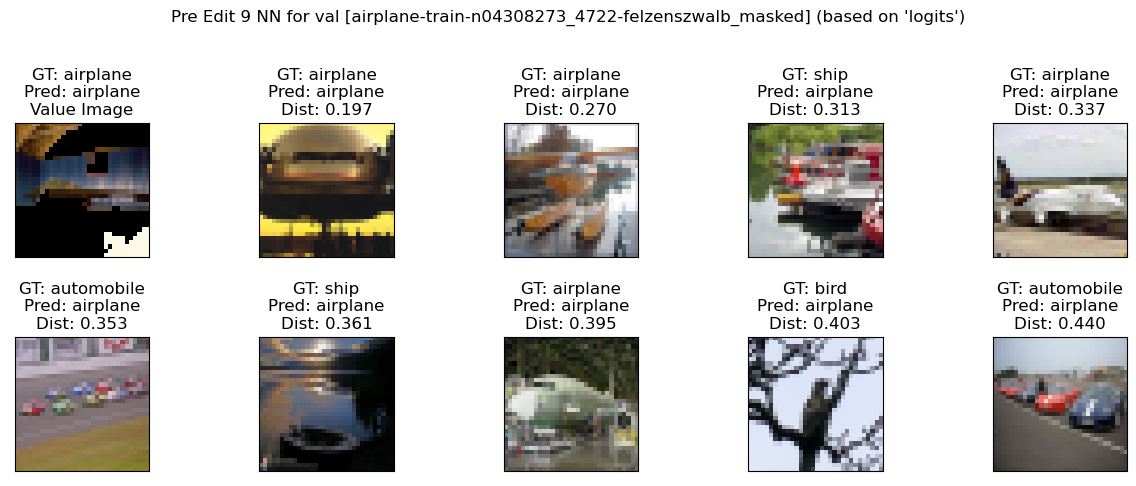 Pre Edit 9 NN for val [airplane-train-n04308273_4722-felzenszwalb_masked] (based on 'logits')
GT: airplane
Pred: airplane
Value Image
GT: airplane
Pred: airplane
Dist: 0.197
GT: airplane
Pred: airplane
Dist: 0.270
GT: ship
Pred: airplane
Dist: 0.313
GT: airplane
Pred: airplane
Dist: 0.337
GT: automobile
Pred: airplane
Dist: 0.353
GT: ship
Pred: airplane
Dist: 0.361
GT: airplane
Pred: airplane
Dist: 0.395
GT: bird
Pred: airplane
Dist: 0.403
GT: automobile
Pred: airplane
Dist: 0.440